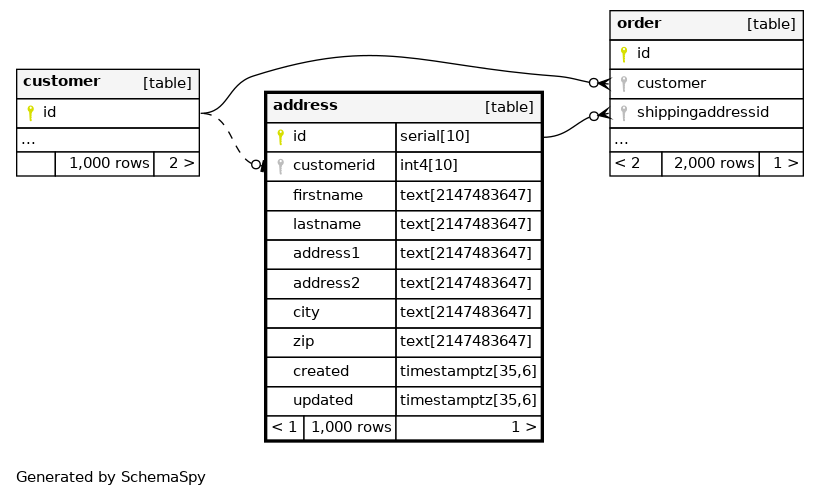 customer [table]
id
...
1,000 rows 2 >
address [table]
id serial[10]
customerid int4[10]
firstname text[2147483647]
lastname text[2147483647]
address1 text[2147483647]
address2 text[2147483647]
city text[2147483647]
zip text[2147483647]
created timestamptz[35,6]
updated timestamptz[35,6]
< 1 1,000 rows 1 >
order [table]
id
customer
shippingaddressid
...
< 2 2,000 rows 1 >
Generated by SchemaSpy